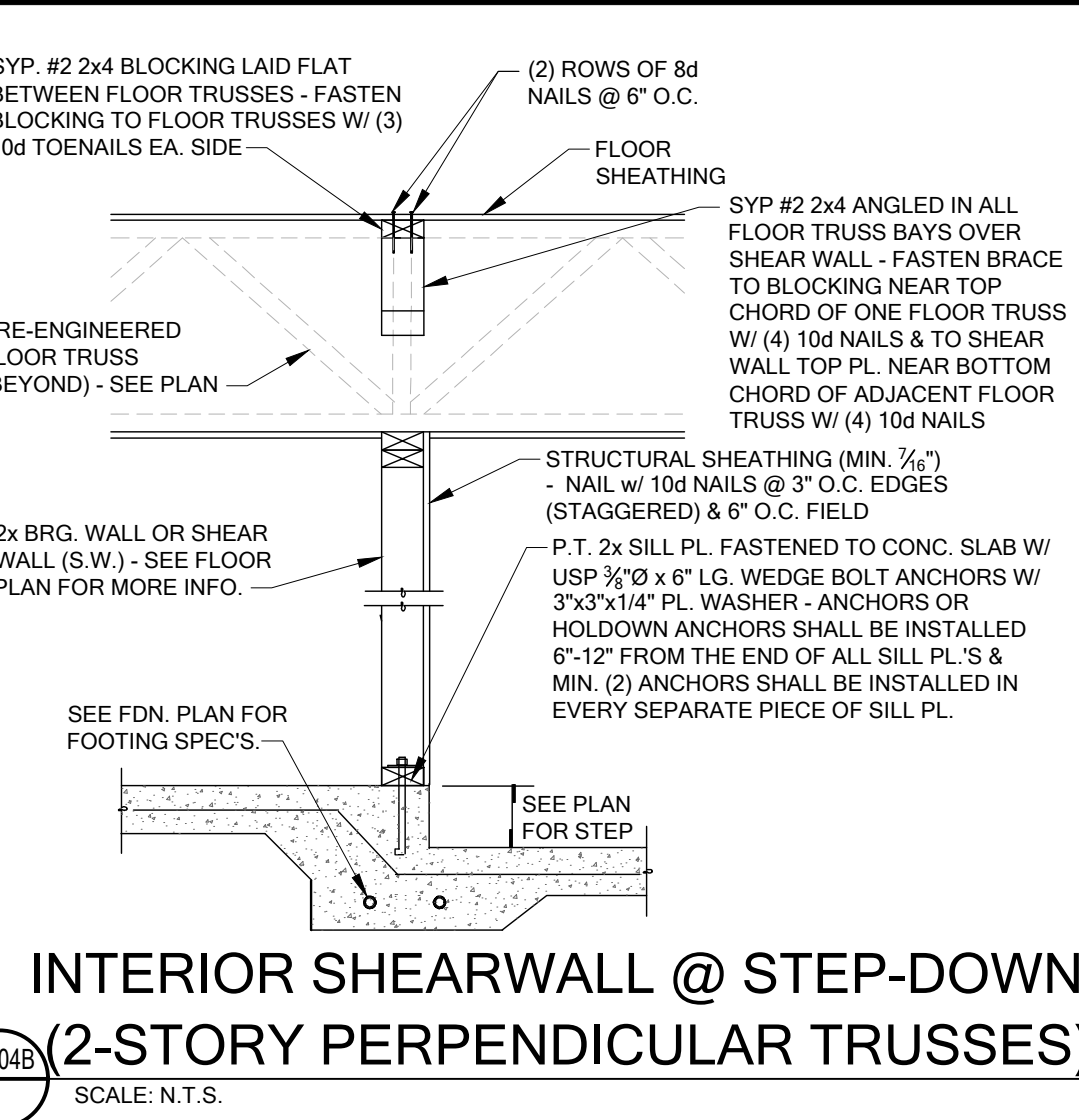 SYP. #2 2x4 BLOCKING LAID FLAT
BETWEEN FLOOR TRUSSES - FASTEN
BLOCKING TO FLOOR TRUSSES W/ (3)
0d TOENAILS EA. SIDE
(2) ROWS OF 8d
NAILS @ 6" O.C.
FLOOR
SHEATHING
SYP #2 2x4 ANGLED IN ALL
FLOOR TRUSS BAYS OVER
SHEAR WALL - FASTEN BRACE
TO BLOCKING NEAR TOP
CHORD OF ONE FLOOR TRUSS
W/ (4) 10d NAILS & TO SHEAR
WALL TOP PL. NEAR BOTTOM
CHORD OF ADJACENT FLOOR
TRUSS W/ (4) 10d NAILS
RE-ENGINEERED
LOOR TRUSS
BEYOND) - SEE PLAN
STRUCTURAL SHEATHING (MIN. 7/16")
- NAIL w/ 10d NAILS @ 3" O.C. EDGES
(STAGGERED) & 6" O.C. FIELD
2x BRG. WALL OR SHEAR
WALL (S.W.) - SEE FLOOR
PLAN FOR MORE INFO.
P.T. 2x SILL PL. FASTENED TO CONC. SLAB W/
USP 3/8"Ø x 6" LG. WEDGE BOLT ANCHORS W/
3"x3"x1/4" PL. WASHER - ANCHORS OR
HOLDOWN ANCHORS SHALL BE INSTALLED
6"-12" FROM THE END OF ALL SILL PL.'S &
MIN. (2) ANCHORS SHALL BE INSTALLED IN
EVERY SEPARATE PIECE OF SILL PL.
SEE FDN. PLAN FOR
FOOTING SPEC'S.
SEE PLAN
FOR STEP
INTERIOR SHEARWALL @ STEP-DOWN
04B (2-STORY PERPENDICULAR TRUSSES)
SCALE: N.T.S.